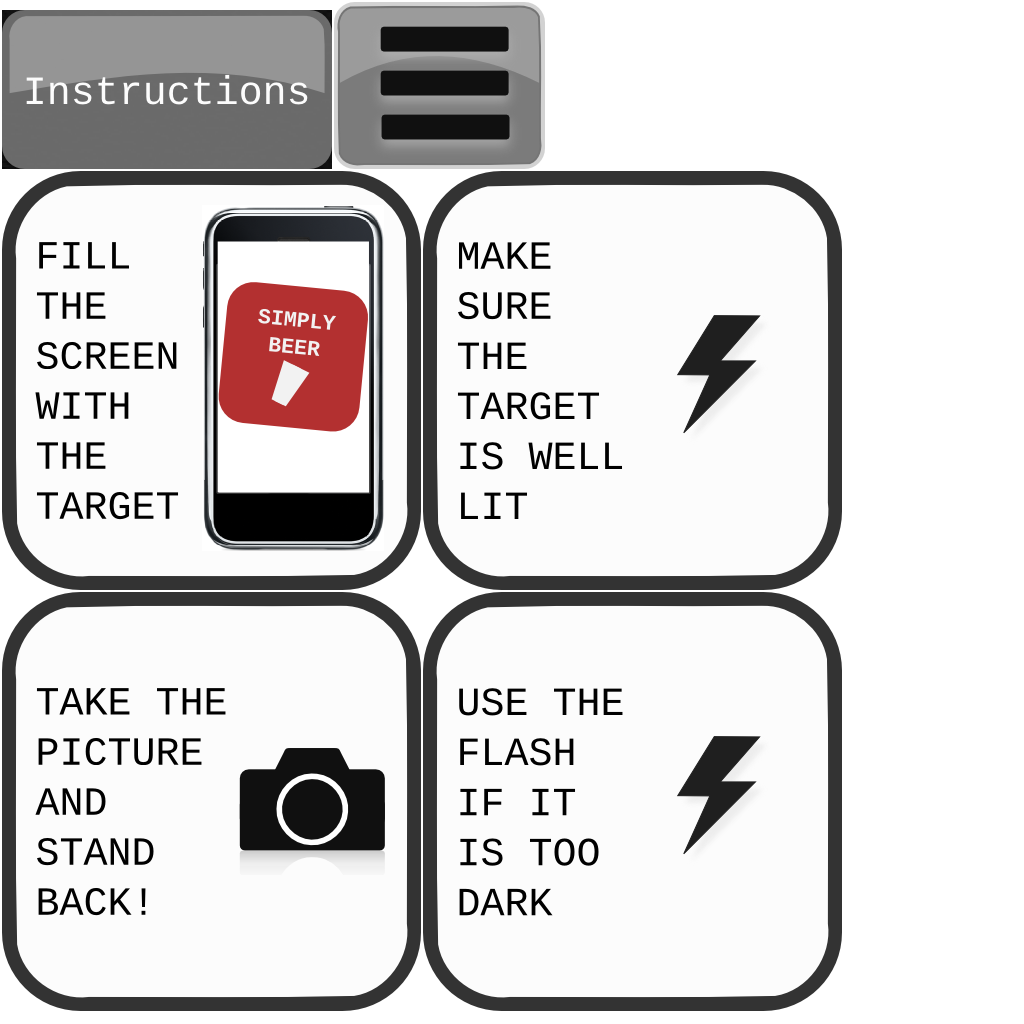 Instructions
FILL
THE
SCREEN
WITH
THE
TARGET
SIMPLY
BEER
MAKE
SURE
THE
TARGET
IS WELL
LIT
TAKE THE
PICTURE
AND
STAND
BACK!
USE THE
FLASH
IF IT
IS TOO
DARK